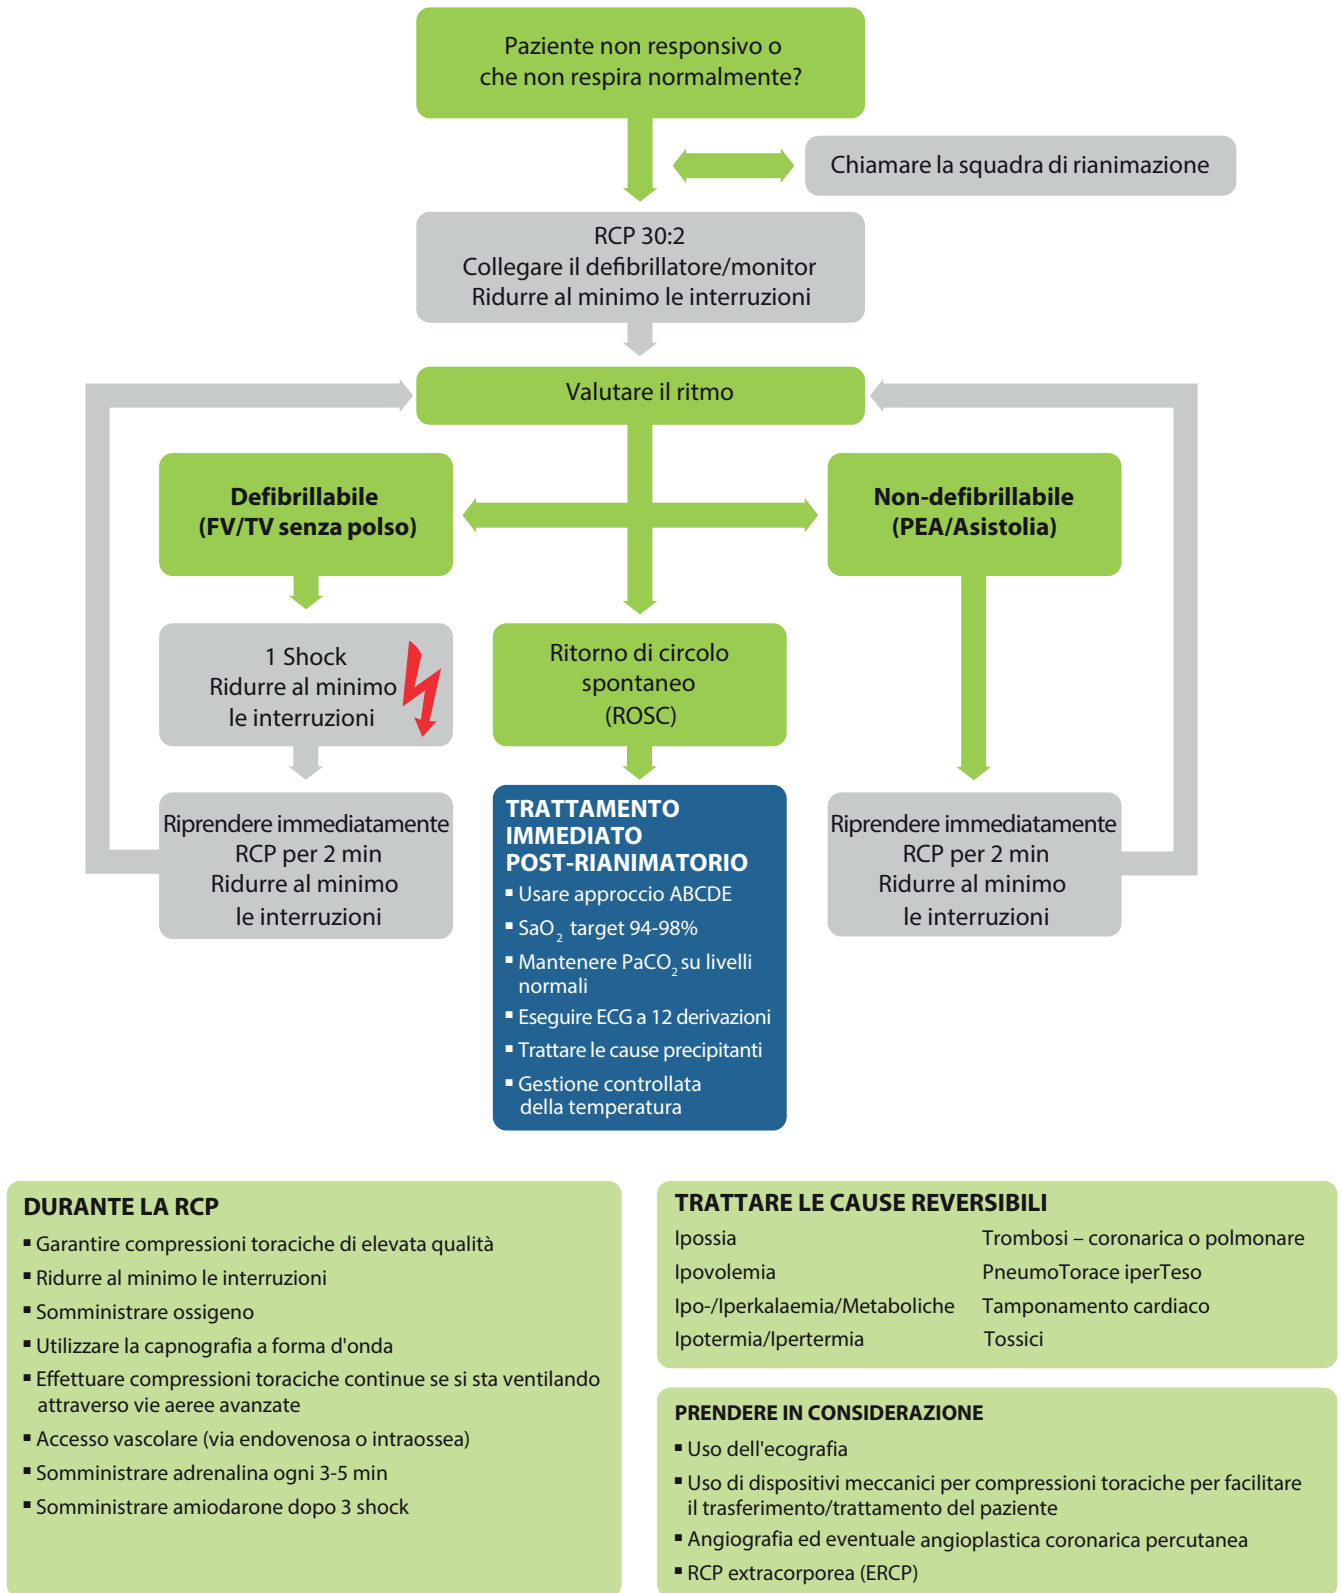 Paziente non responsivo o
che non respira normalmente?
Chiamare la squadra di rianimazione
RCP 30:2
Collegare il defibrillatore/monitor
Ridurre al minimo le interruzioni
Valutare il ritmo
Defibrillabile
(FV/TV senza polso)
Non-defibrillabile
(PEA/Asistolia)
1 Shock
Ridurre al minimo
le interruzioni
Ritorno di circolo
spontaneo
(ROSC)
Riprendere immediatamente
RCP per 2 min
Ridurre al minimo
le interruzioni
TRATTAMENTO
IMMEDIATO
POST-RIANIMATORIO
▪ Usare approccio ABCDE
▪ SaO2 target 94-98%
▪ Mantenere PaCO2 su livelli
normali
▪ Eseguire ECG a 12 derivazioni
▪ Trattare le cause precipitanti
▪ Gestione controllata
della temperatura
Riprendere immediatamente
RCP per 2 min
Ridurre al minimo
le interruzioni
DURANTE LA RCP
▪ Garantire compressioni toraciche di elevata qualità
▪ Ridurre al minimo le interruzioni
▪ Somministrare ossigeno
▪ Utilizzare la capnografia a forma d'onda
▪ Effettuare compressioni toraciche continue se si sta ventilando
attraverso vie aeree avanzate
▪ Accesso vascolare (via endovenosa o intraossea)
▪ Somministrare adrenalina ogni 3-5 min
▪ Somministrare amiodarone dopo 3 shock
TRATTARE LE CAUSE REVERSIBILI
Ipossia
Ipovolemia
Ipo-/Iperkalaemia/Metaboliche
Ipotermia/Ipertermia
Trombosi – coronarica o polmonare
PneumoTorace iperTeso
Tamponamento cardiaco
Tossici
PRENDERE IN CONSIDERAZIONE
▪ Uso dell'ecografia
▪ Uso di dispositivi meccanici per compressioni toraciche per facilitare
il trasferimento/trattamento del paziente
▪ Angiografia ed eventuale angioplastica coronarica percutanea
▪ RCP extracorporea (ERCP)